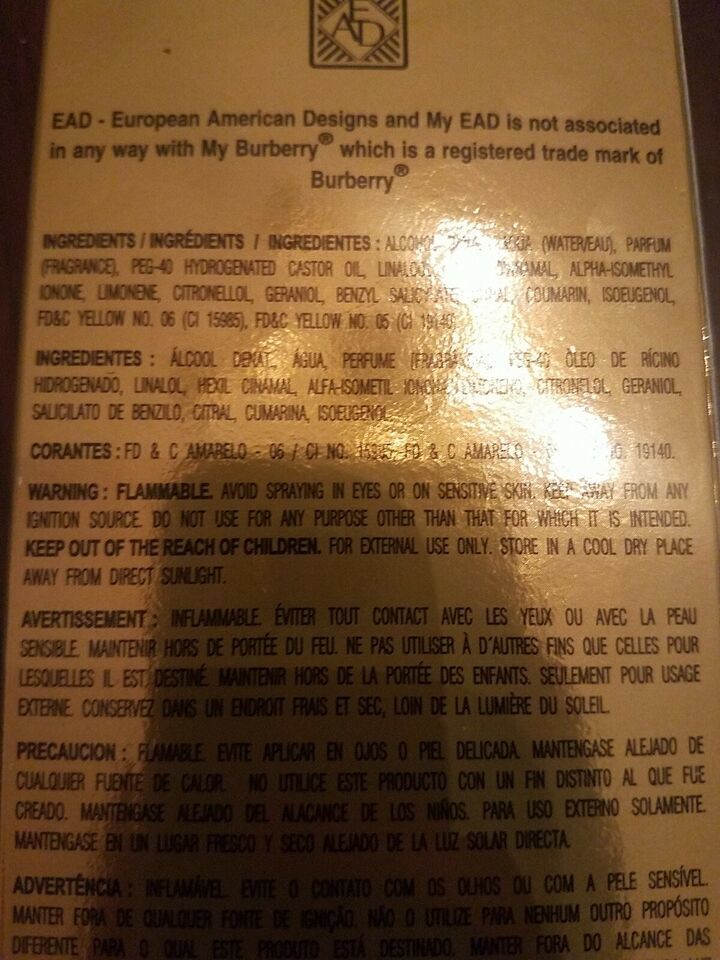 EAD
EAD - European American Designs and My EAD is not associated
in any way with My Burberry® which is a registered trade mark of
Burberry®
INGREDIENTS / INGRÉDIENTS / INGREDIENTES : ALCOHOL (WATER/EAU), PARFUM
(FRAGRANCE), PEG-40 HYDROGENATED CASTOR OIL, ALPHA-ISOMETHYL
IONONE, LIMONENE, CITRONELLOL, GERANIOL, BENZYL SALICYLATE, COUMARIN, ISOEUGENOL,
FD&C YELLOW NO. 06 (CI 15985), FD&C YELLOW NO. 05 (CI 19140)
INGREDIENTES : ÁLCOOL DENAT., ÁGUA, PERFUME PEG-40 ÓLEO DE RÍCINO
HIDROGENADO, LINALOL, HEXIL CINAMAL, ALFA-ISOMETIL CITRONELOL, GERANIOL,
SALICILATO DE BENZILO, CITRAL, CUMARINA, ISOEUGENOL
CORANTES : FD & C AMARELO - 06 / CI NO. 15985, FD & C AMARELO - 19140.
WARNING : FLAMMABLE. AVOID SPRAYING IN EYES OR ON SENSITIVE SKIN. KEEP AWAY FROM ANY
IGNITION SOURCE. DO NOT USE FOR ANY PURPOSE OTHER THAN THAT FOR WHICH IT IS INTENDED.
KEEP OUT OF THE REACH OF CHILDREN. FOR EXTERNAL USE ONLY. STORE IN A COOL DRY PLACE
AWAY FROM DIRECT SUNLIGHT.
AVERTISSEMENT : INFLAMMABLE. ÉVITER TOUT CONTACT AVEC LES YEUX OU AVEC LA PEAU
SENSIBLE. MAINTENIR HORS DE PORTÉE DU FEU. NE PAS UTILISER À D'AUTRES FINS QUE CELLES POUR
LESQUELLES IL EST DESTINÉ. MAINTENIR HORS DE LA PORTÉE DES ENFANTS. SEULEMENT POUR USAGE
EXTERNE. CONSERVEZ DANS UN ENDROIT FRAIS ET SEC, LOIN DE LA LUMIÈRE DU SOLEIL.
PRECAUCION : FLAMABLE. EVITE APLICAR EN OJOS O PIEL DELICADA. MANTENGASE ALEJADO DE
CUALQUIER FUENTE DE CALOR. NO UTILICE ESTE PRODUCTO CON UN FIN DISTINTO AL QUE FUE
CREADO. MANTENGASE ALEJADO DEL ALACANCE DE LOS NIÑOS. PARA USO EXTERNO SOLAMENTE.
MANTENGASE EN UN LUGAR FRESCO Y SECO ALEJADO DE LA LUZ SOLAR DIRECTA.
ADVERTÊNCIA : INFLAMÁVEL. EVITE O CONTATO COM OS OLHOS OU COM A PELE SENSÍVEL.
MANTER FORA DE QUALQUER FONTE DE IGNIÇÃO. NÃO O UTILIZE PARA NENHUM OUTRO PROPÓSITO
DIFERENTE PARA O QUAL ESTE PRODUTO ESTÁ DESTINADO. MANTER FORA DO ALCANCE DAS